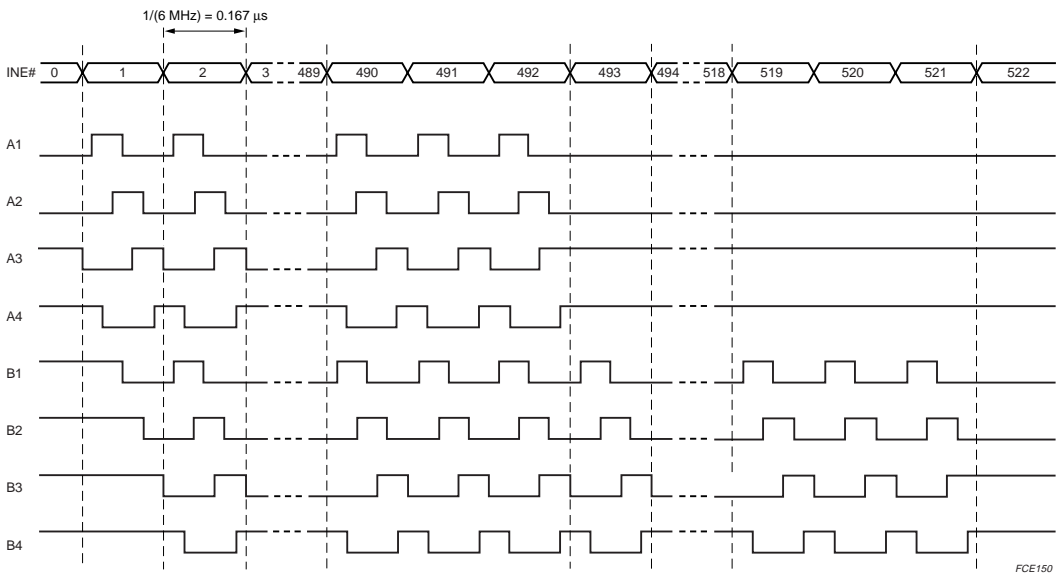 1/(6 MHz) = 0.167 μs
INE# 0 1 2 3 489 490 491 492 493 494 518 519 520 521 522
A1
A2
A3
A4
B1
B2
B3
B4
FCE150